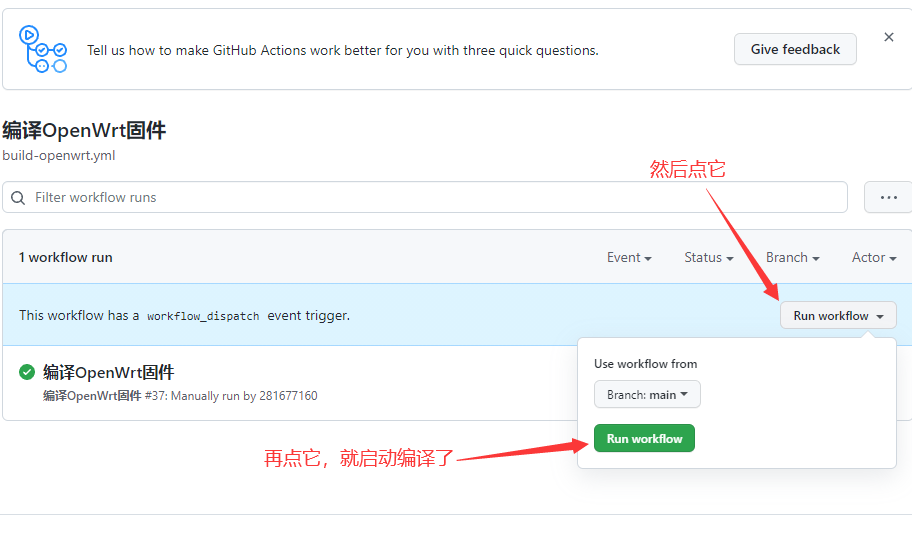 Tell us how to make GitHub Actions work better for you with three quick questions.
Give feedback
编译OpenWrt固件
build-openwrt.yml
然后点它
Filter workflow runs
1 workflow run
Event
Status
Branch
Actor
This workflow has a workflow_dispatch event trigger.
Run workflow
编译OpenWrt固件
编译OpenWrt固件 #37: Manually run by 281677160
Use workflow from
Branch: main
Run workflow
再点它，就启动编译了